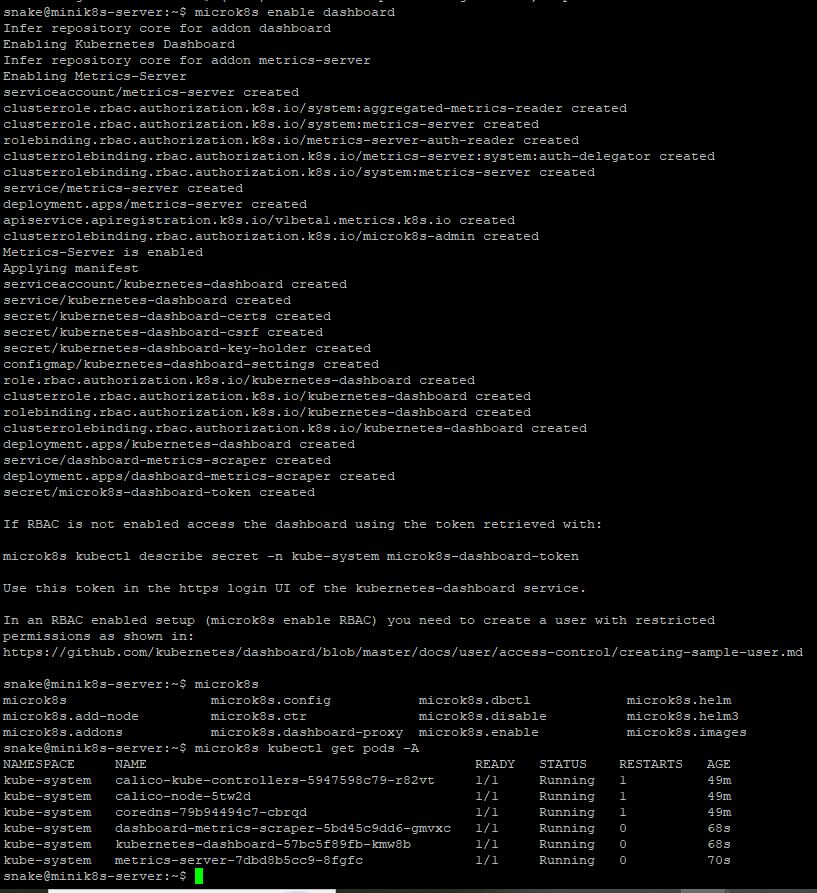 snake@minik8s-server:~$ microk8s enable dashboard
Infer repository core for addon dashboard
Enabling Kubernetes Dashboard
Infer repository core for addon metrics-server
Enabling Metrics-Server
serviceaccount/metrics-server created
clusterrole.rbac.authorization.k8s.io/system:aggregated-metrics-reader created
clusterrole.rbac.authorization.k8s.io/system:metrics-server created
rolebinding.rbac.authorization.k8s.io/metrics-server-auth-reader created
clusterrolebinding.rbac.authorization.k8s.io/metrics-server:system:auth-delegator created
clusterrolebinding.rbac.authorization.k8s.io/system:metrics-server created
service/metrics-server created
deployment.apps/metrics-server created
apiservice.apiregistration.k8s.io/v1beta1.metrics.k8s.io created
clusterrolebinding.rbac.authorization.k8s.io/microk8s-admin created
Metrics-Server is enabled
Applying manifest
serviceaccount/kubernetes-dashboard created
service/kubernetes-dashboard created
secret/kubernetes-dashboard-certs created
secret/kubernetes-dashboard-csrf created
secret/kubernetes-dashboard-key-holder created
configmap/kubernetes-dashboard-settings created
role.rbac.authorization.k8s.io/kubernetes-dashboard created
clusterrole.rbac.authorization.k8s.io/kubernetes-dashboard created
rolebinding.rbac.authorization.k8s.io/kubernetes-dashboard created
clusterrolebinding.rbac.authorization.k8s.io/kubernetes-dashboard created
deployment.apps/kubernetes-dashboard created
service/dashboard-metrics-scraper created
deployment.apps/dashboard-metrics-scraper created
secret/microk8s-dashboard-token created

If RBAC is not enabled access the dashboard using the token retrieved with:

microk8s kubectl describe secret -n kube-system microk8s-dashboard-token

Use this token in the https login UI of the kubernetes-dashboard service.

In an RBAC enabled setup (microk8s enable RBAC) you need to create a user with restricted
permissions as shown in:
https://github.com/kubernetes/dashboard/blob/master/docs/user/access-control/creating-sample-user.md

snake@minik8s-server:~$ microk8s
microk8s                  microk8s.config           microk8s.dbctl            microk8s.helm
microk8s.add-node         microk8s.ctr              microk8s.disable          microk8s.helm3
microk8s.addons           microk8s.dashboard-proxy  microk8s.enable           microk8s.images
snake@minik8s-server:~$ microk8s kubectl get pods -A
NAMESPACE     NAME                                         READY   STATUS    RESTARTS   AGE
kube-system   calico-kube-controllers-5947598c79-r82vt     1/1     Running   1          49m
kube-system   calico-node-5tw2d                            1/1     Running   1          49m
kube-system   coredns-79b94494c7-cbrqd                     1/1     Running   1          49m
kube-system   dashboard-metrics-scraper-5bd45c9dd6-gmvxc   1/1     Running   0          68s
kube-system   kubernetes-dashboard-57bc5f89fb-kmw8b        1/1     Running   0          68s
kube-system   metrics-server-7dbd8b5cc9-8fgfc              1/1     Running   0          70s
snake@minik8s-server:~$